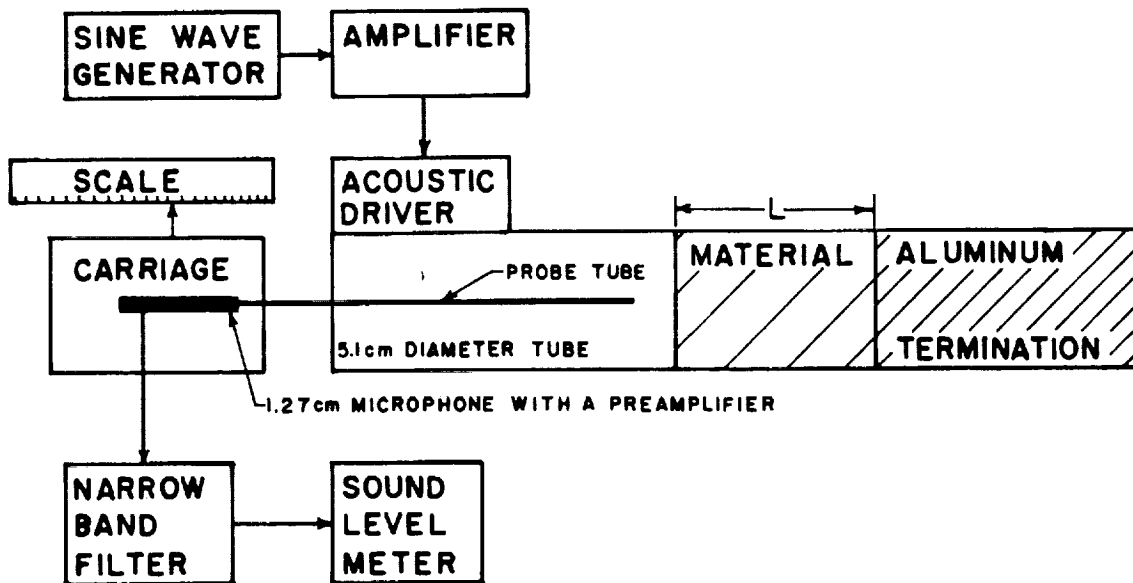 SINE WAVE
GENERATOR
AMPLIFIER
SCALE
ACOUSTIC
DRIVER
L
CARRIAGE
PROBE TUBE
MATERIAL
ALUMINUM
TERMINATION
5.1cm DIAMETER TUBE
1.27cm MICROPHONE WITH A PREAMPLIFIER
NARROW
BAND
FILTER
SOUND
LEVEL
METER